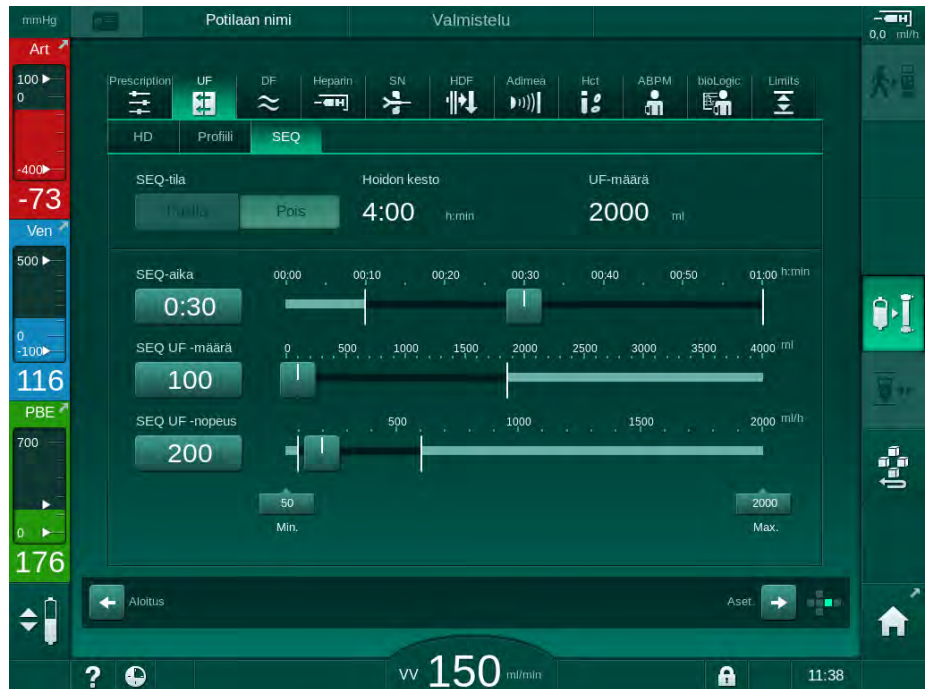 mmHg Potilaan nimi Valmistelu 0,0 ml/h
Art
100
0
-400
-73
Ven
500
0
-100
116
PBE
700
0
176
Prescription UF DF Heparin SN HDF Adimea Hct ABPM bioLogic Limits
HD Profiili SEQ
SEQ-tila Hoidon kesto UF-määrä
Pois 4:00 h:min 2000 ml
SEQ-aika 00:00 00:10 00:20 00:30 00:40 00:50 01:00 h:min
0:30
SEQ UF -määrä 0 500 1000 1500 2000 2500 3000 3500 4000 ml
100
SEQ UF -nopeus 500 1000 1500 2000 ml/h
200
50 2000
Min. Max.
Aloitus Aset.
? VV 150 ml/min 11:38